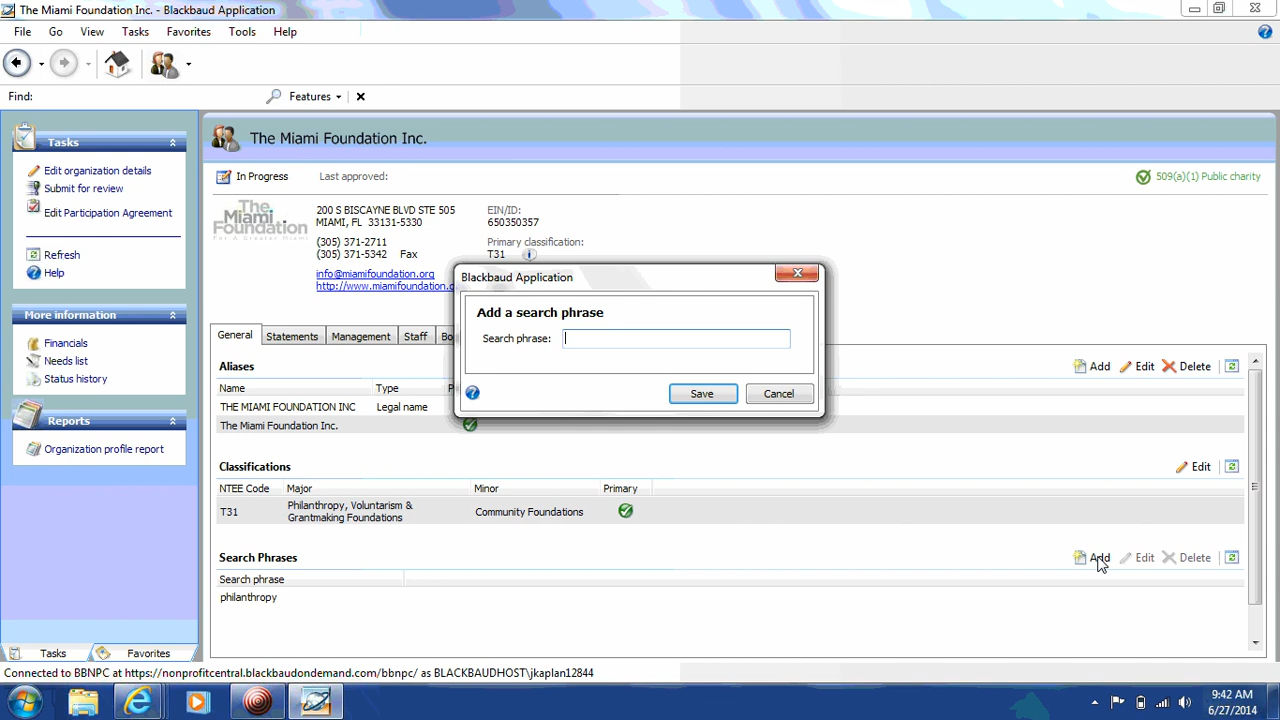 The Miami Foundation Inc. - Blackbaud Application
File Go View Tasks Favorites Tools Help
Find: Features
The Miami Foundation Inc.
Tasks
Edit organization details
Submit for review
Edit Participation Agreement
Refresh
Help
More information
Financials
Needs list
Status history
Reports
Organization profile report
Tasks Favorites
In Progress Last approved: 509(a)(1) Public charity
The Miami Foundation
For A Greater Miami
200 S BISCAYNE BLVD STE 505
MIAMI, FL 33131-5330
(305) 371-2711
(305) 371-5342 Fax
info@miamifoundation.org
http://www.miamifoundation.
EIN/ID:
650350357
Primary classification:
T31
General Statements Management Staff Bo
Aliases Add Edit Delete
Name Type
THE MIAMI FOUNDATION INC Legal name
The Miami Foundation Inc.
Classifications Edit
NTEE Code Major Minor Primary
T31 Philanthropy, Voluntarism & Grantmaking Foundations Community Foundations
Search Phrases Add Edit Delete
Search phrase
philanthropy
Blackbaud Application
Add a search phrase
Search phrase:
Save Cancel
Connected to BBNPC at https://nonprofitcentral.blackbaudondemand.com/bbnpc/ as BLACKBAUDHOST\jkaplan12844
9:42 AM
6/27/2014